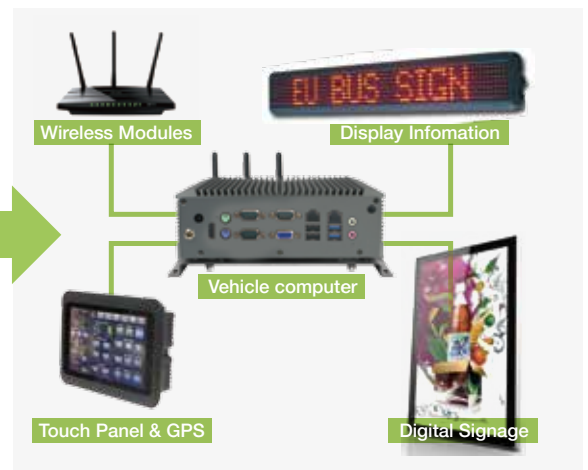 EU BUS SIGN
Wireless Modules
Display Infomation
Vehicle computer
Touch Panel & GPS
Digital Signage